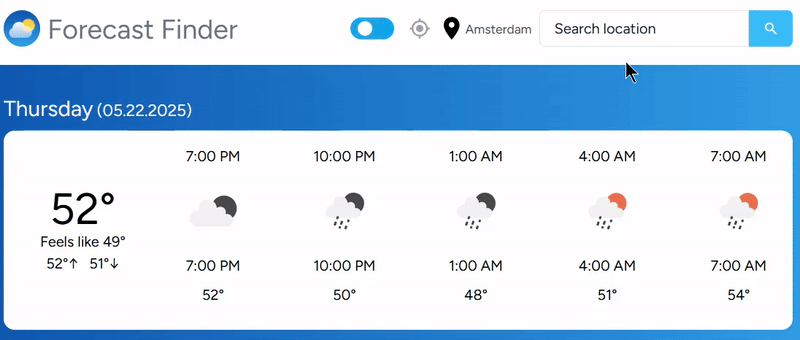 Forecast Finder
Amsterdam
Search location
Thursday (05.22.2025)
7:00 PM 10:00 PM 1:00 AM 4:00 AM 7:00 AM
52°
Feels like 49°
52°↑ 51°↓
7:00 PM 10:00 PM 1:00 AM 4:00 AM 7:00 AM
52° 50° 48° 51° 54°